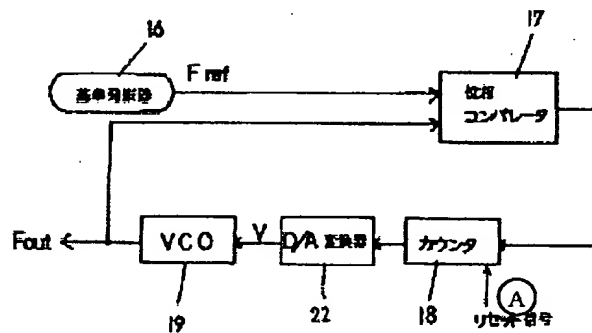 16
17
F ref
基準発振器
位相
コンパレータ
Fout
VCO
V
D/A 変換器
カウンタ
19
22
18
A
リセット信号